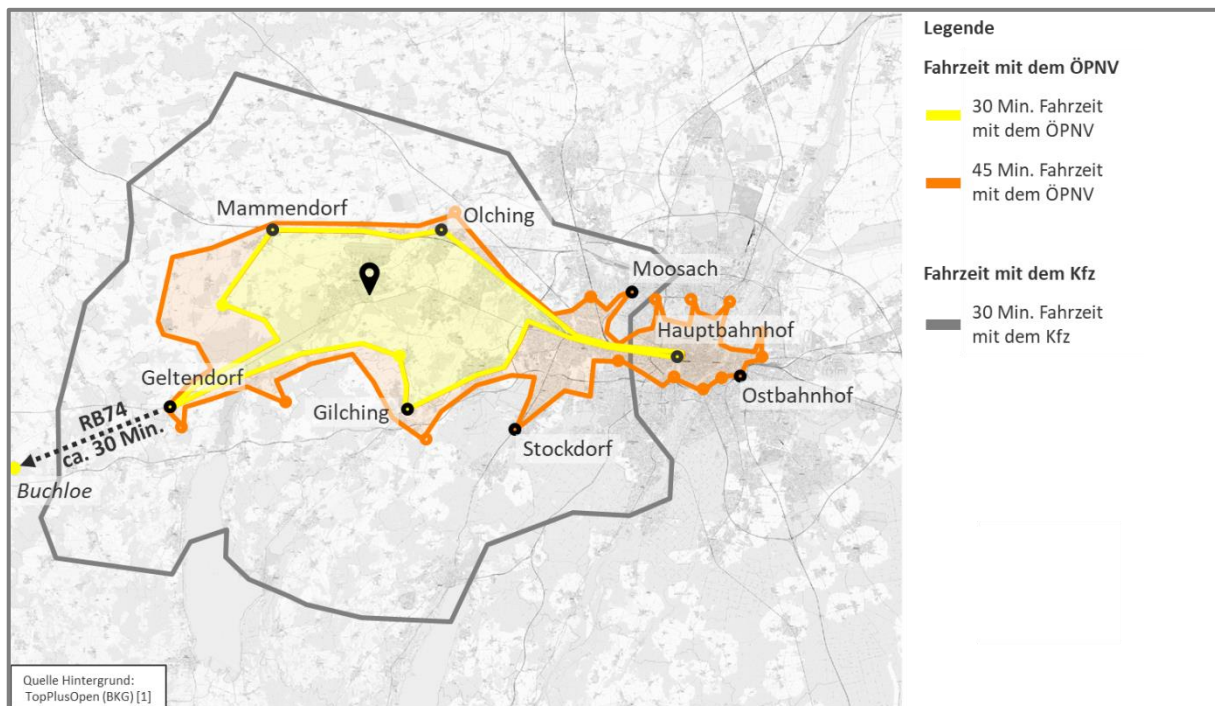 Mammendorf
Olching
Moosach
Hauptbahnhof
Geltendorf
Gilching
Ostbahnhof
RB74
ca. 30 Min.
Stockdorf
Buchloe
Quelle Hintergrund:
TopPlusOpen (BKG) [1]
Legende
Fahrzeit mit dem ÖPNV
30 Min. Fahrzeit
mit dem ÖPNV
45 Min. Fahrzeit
mit dem ÖPNV
Fahrzeit mit dem Kfz
30 Min. Fahrzeit
mit dem Kfz